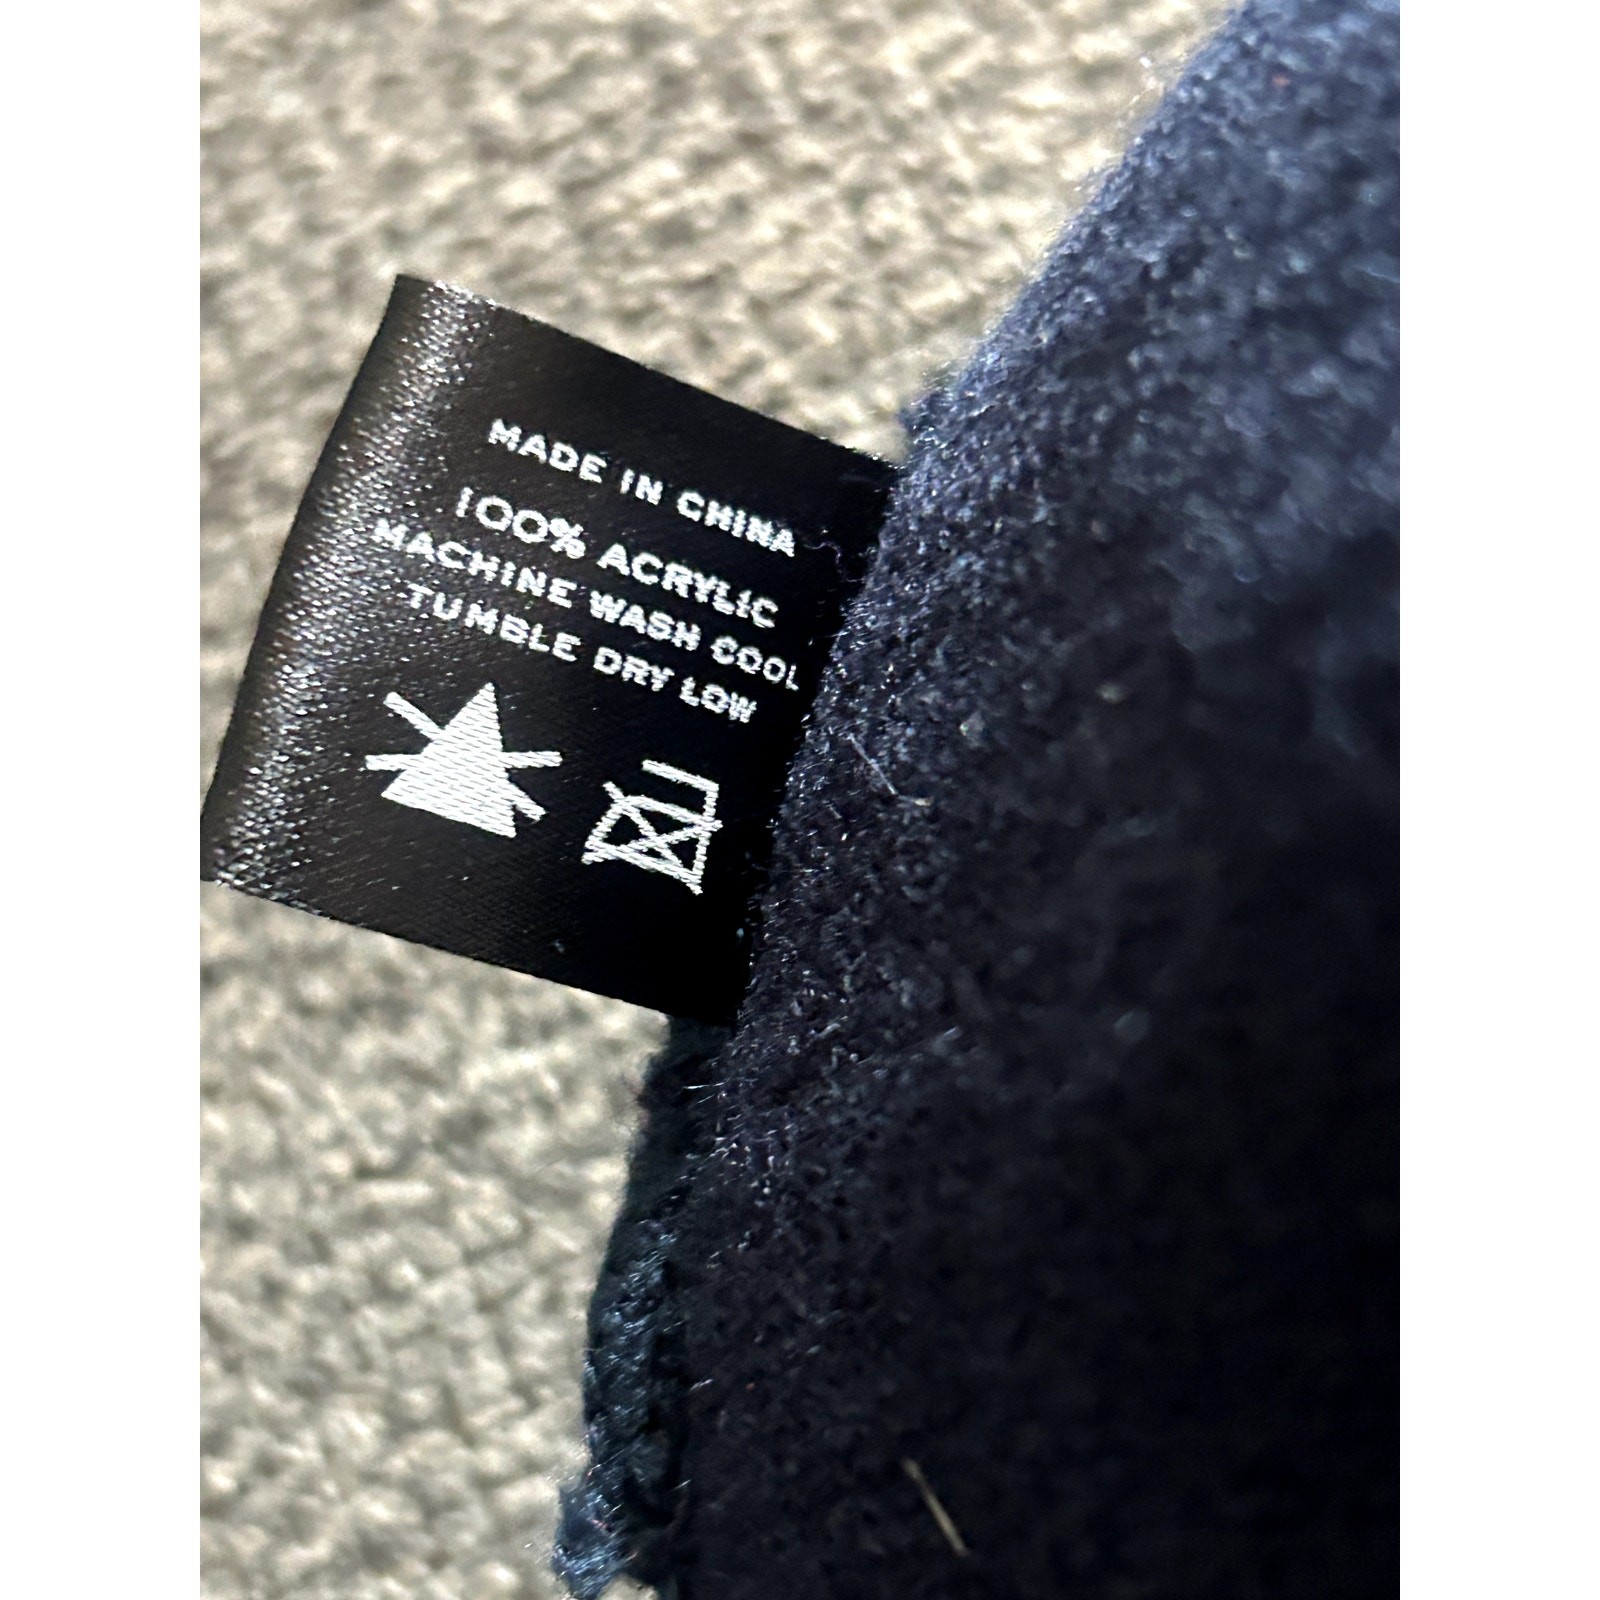 MADE IN CHINA
100% ACRYLIC
MACHINE WASH COOL
TUMBLE DRY LOW